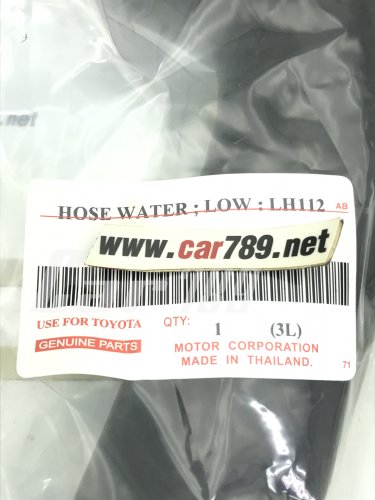 .net
HOSE WATER ; LOW : LH112 AB
www.car789.net
USE FOR TOYOTA
GENUINE PARTS
QTY: 1 (3L)
MOTOR CORPORATION
MADE IN THAILAND. 71